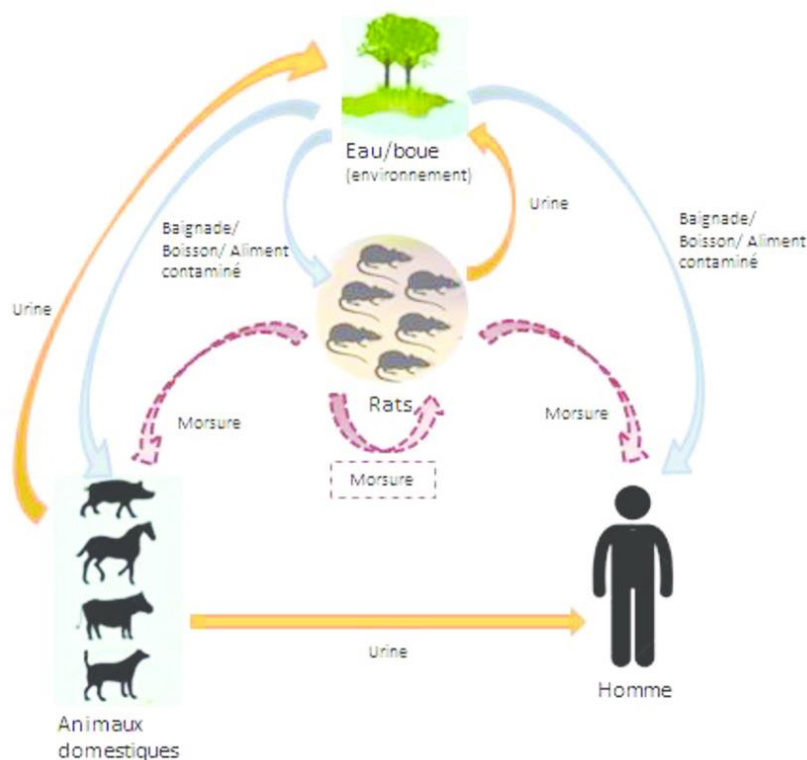 Eau/boue
(environnement)
Urine
Baignade/
Boisson/ Aliment
contaminé
Baignade/
Boisson/ Aliment
contaminé
Urine
Rats
Morsure
Morsure
Morsure
Urine
Homme
Animaux
domestiques